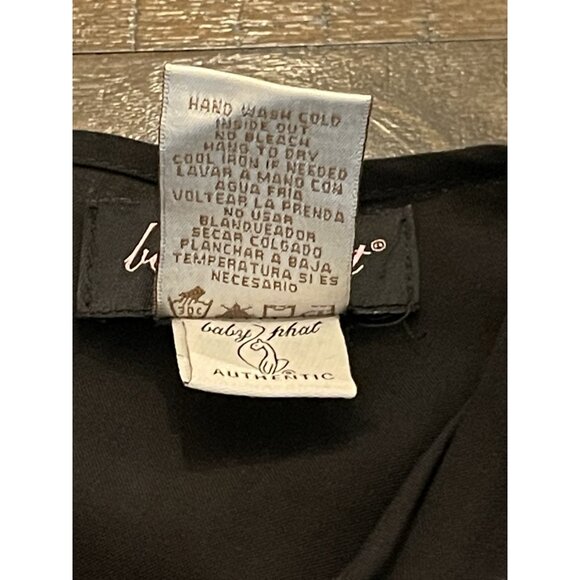 HAND WASH COLD
INSIDE OUT
NO BLEACH
HANG TO DRY
COOL IRON IF NEEDED
LAVAR A MANO CON
AGUA FRIA
VOLTEAR LA PRENDA
NO USAR
BLANQUEADOR
SECAR COLGADO
PLANCHAR A BAJA
TEMPERATURA SI ES
NECESARIO
30C
baby phat
AUTHENTIC